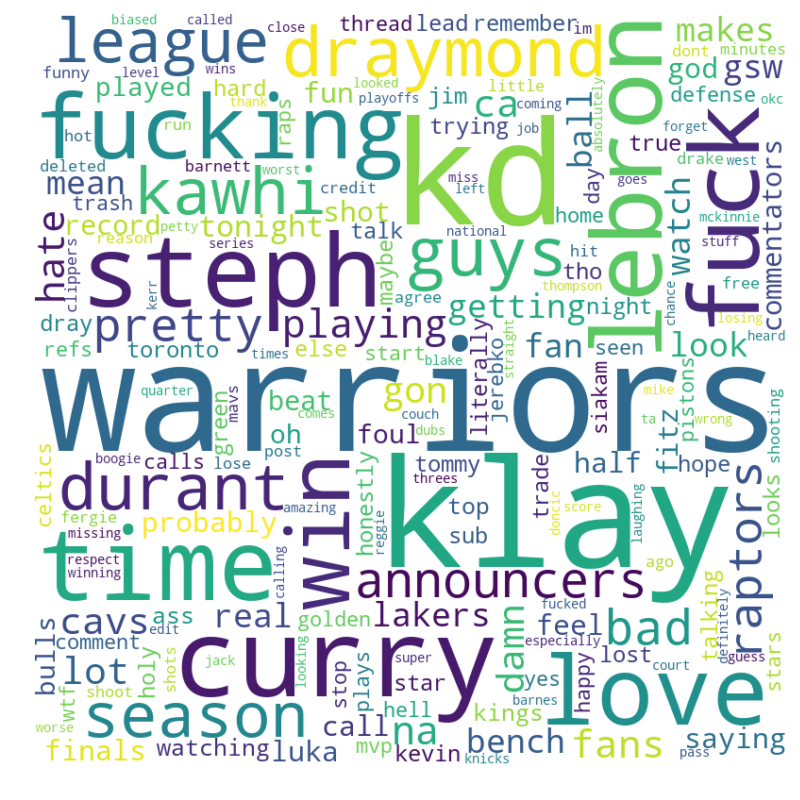 biased
called
thread
lead
remember
close
im
makes
league
draymond
dont
minutes
funny
level
wins
hard
looked
little
god
gsw
played
fun
playoffs
jim
ca
coming
defense
okc
thank
run
raps
trying
job
ball
absolutely
true
forget
hot
fucking
kd
lebron
fuck
deleted
barnett
miss
day
drake
west
mean
kawhi
credit
left
goes
trash
worst
shot
home
watch
mckinnie
commentators
record
petty
tonight
national
stuff
hate
reason
series
talk
guys
tho
hit
free
clippers
steph
maybe
agree
thompson
chance
losing
kerr
getting
night
dray
pretty
playing
literally
fan
seen
look
heard
refs
toronto
times
else
start
blake
straight
jerebko
siakam
warriors
quarter
mavs
green
beat
comes
couch
gon
mike
ta
wrong
pistons
fitz
shooting
oh
post
dubs
foul
celtics
boogie
calls
lose
win
honestly
tommy
trade
half
hope
durant
amazing
reggie
klay
threes
top
sub
doncic
score
laughing
looks
raptors
fergie
missing
probably
respect
winning
time
calling
announcers
ago
talking
cavs
ass
real
golden
lakers
fucked
feel
bad
edit
bulls
comment
curry
damn
especially
lost
definitely
guess
lot
holy
shots
jack
looking
stop
plays
super
star
yes
happy
court
love
stars
wtf
shoot
hell
kings
barnes
season
call
na
bench
fans
saying
worse
finals
watching
luka
mvp
kevin
knicks
pass